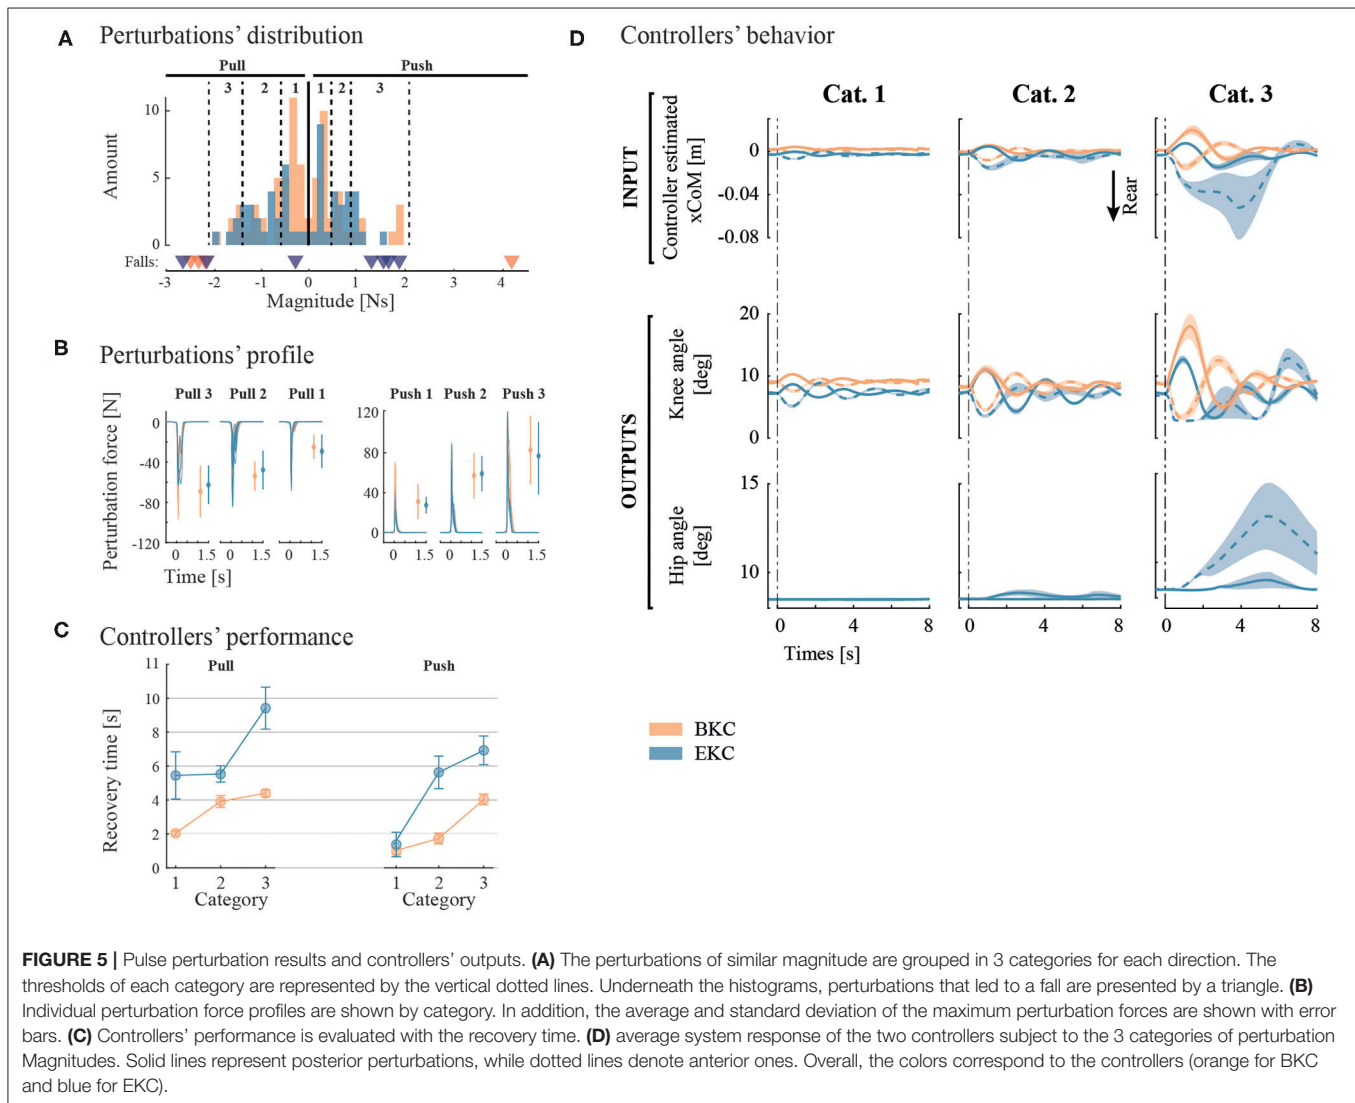 A Perturbations' distribution
Pull Push
3 2 1 1 2 3
10
5
0
Amount
Falls:
-3 -2 -1 0 1 2 3 4
Magnitude [Ns]
B Perturbations' profile
Pull 3 Pull 2 Pull 1
Push 1 Push 2 Push 3
0
-40
-80
-120
120
80
40
0
Perturbation force [N]
0 1.5 0 1.5 0 1.5
0 1.5 0 1.5 0 1.5
Time [s]
C Controllers' performance
Pull Push
11
10
8
6
4
2
0
Recovery time [s]
1 2 3 1 2 3
Category Category
D Controllers' behavior
Cat. 1 Cat. 2 Cat. 3
INPUT
Controller estimated
xCoM [m]
0
-0.04
-0.08
Rear
OUTPUTS
Knee angle
[deg]
20
10
0
Hip angle
[deg]
15
10
0 4 8 0 4 8 0 4 8
Times [s]
BKC
EKC
FIGURE 5 | Pulse perturbation results and controllers' outputs. (A) The perturbations of similar magnitude are grouped in 3 categories for each direction. The
thresholds of each category are represented by the vertical dotted lines. Underneath the histograms, perturbations that led to a fall are presented by a triangle. (B)
Individual perturbation force profiles are shown by category. In addition, the average and standard deviation of the maximum perturbation forces are shown with error
bars. (C) Controllers' performance is evaluated with the recovery time. (D) average system response of the two controllers subject to the 3 categories of perturbation
Magnitudes. Solid lines represent posterior perturbations, while dotted lines denote anterior ones. Overall, the colors correspond to the controllers (orange for BKC
and blue for EKC).